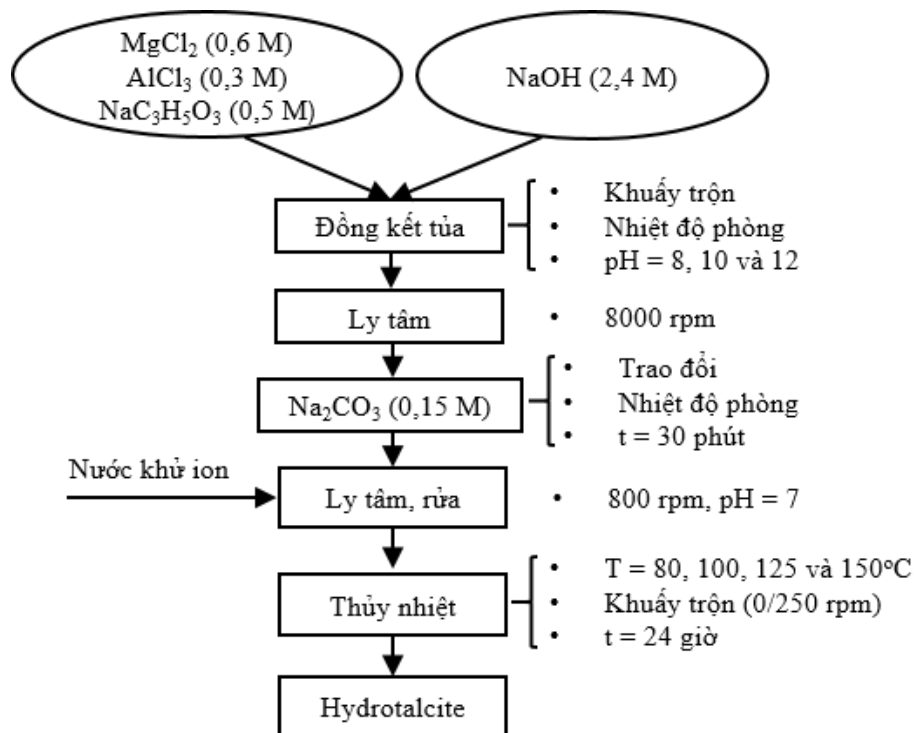 MgCl₂ (0,6 M)
AlCl₃ (0,3 M)
NaC₃H₅O₃ (0,5 M)
NaOH (2,4 M)
Đồng kết tủa
• Khuấy trộn
• Nhiệt độ phòng
• pH = 8, 10 và 12
Ly tâm
• 8000 rpm
Na₂CO₃ (0,15 M)
• Trao đổi
• Nhiệt độ phòng
• t = 30 phút
Nước khử ion
Ly tâm, rửa
• 800 rpm, pH = 7
Thủy nhiệt
• T = 80, 100, 125 và 150ᵒC
• Khuấy trộn (0/250 rpm)
• t = 24 giờ
Hydrotalcite